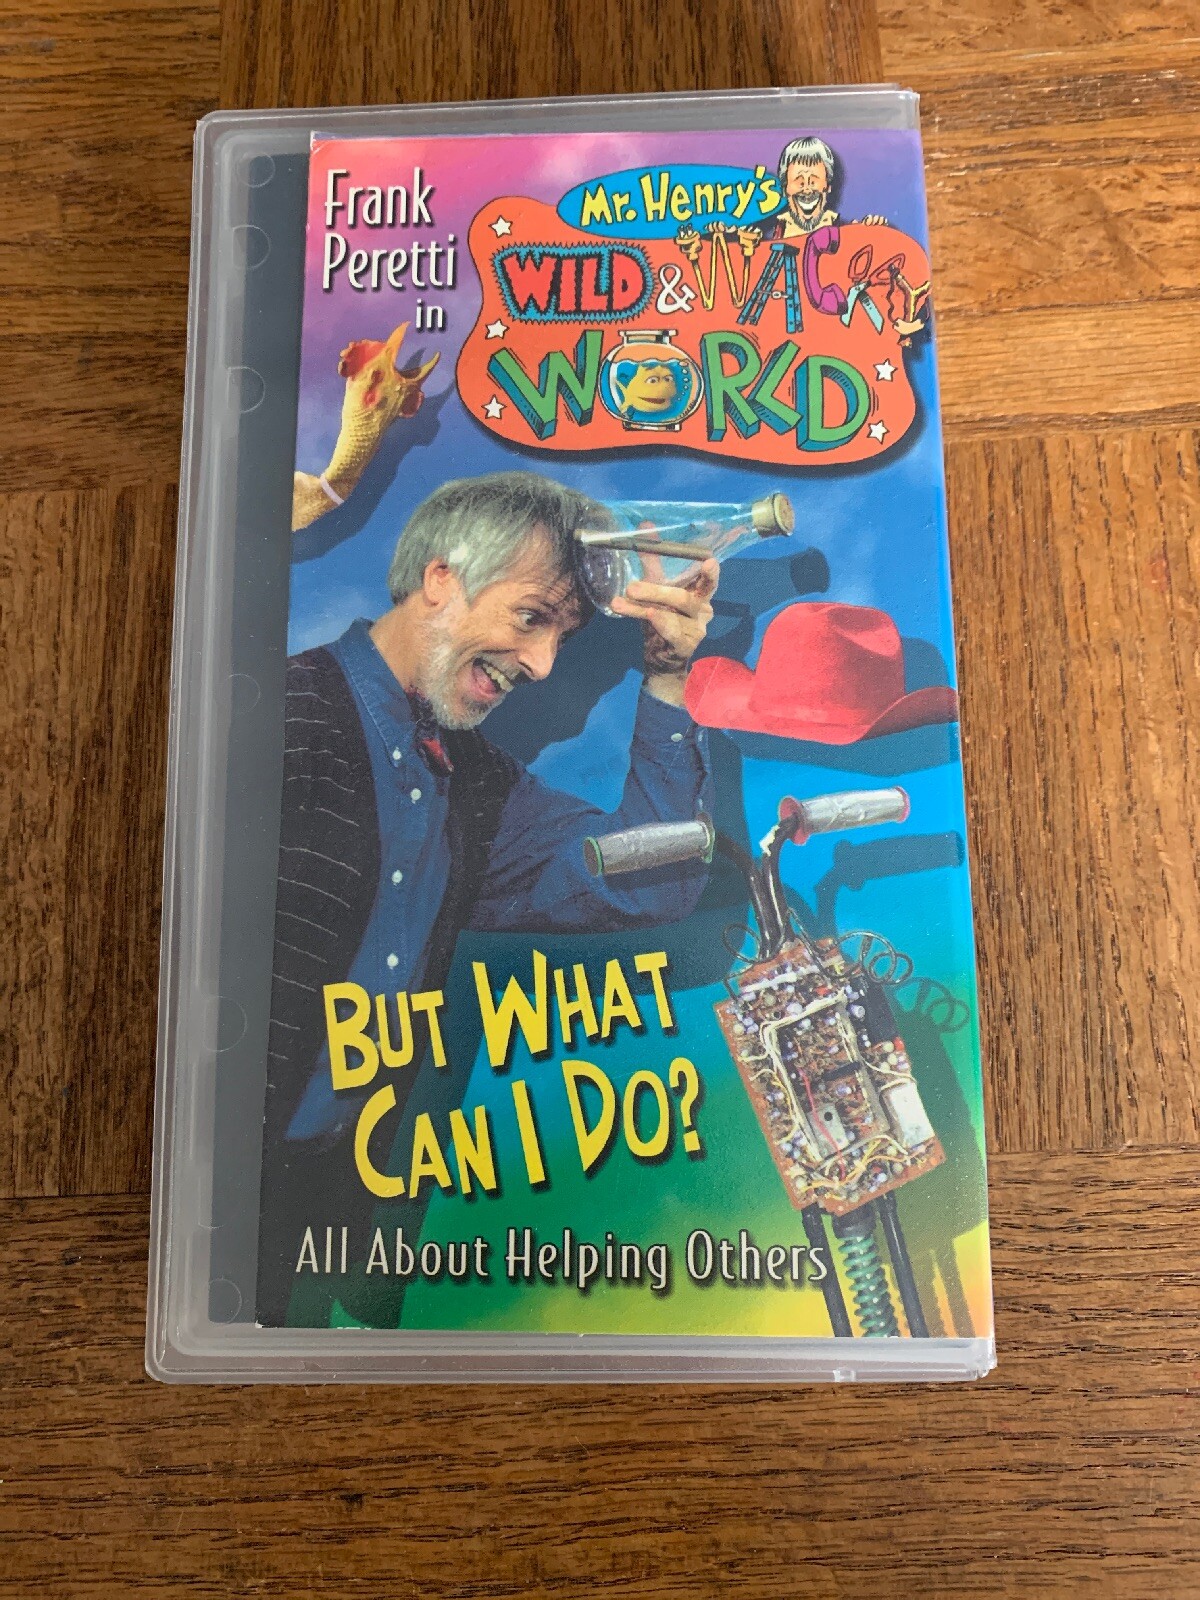 Frank
Peretti
in
Mr. Henry's
WILD & WACKY
WORLD
BUT WHAT
CAN I DO?
All About Helping Others